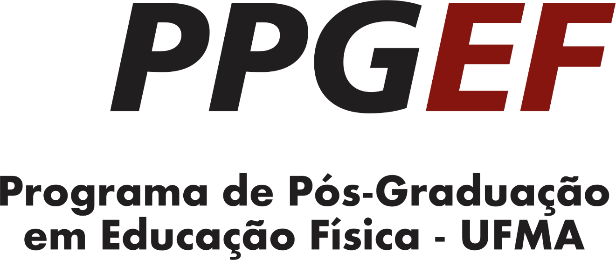 PPGEF
Programa de Pós-Graduação
em Educação Física - UFMA